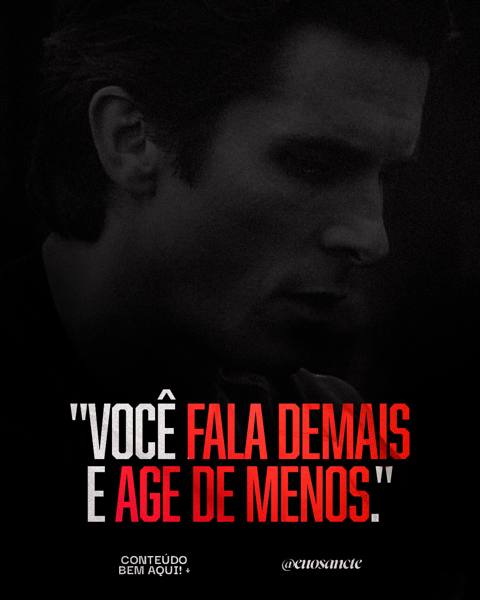 "VOCÊ FALA DEMAIS
E AGE DE MENOS."
CONTEÚDO
BEM AQUI! ↓
@euosancte